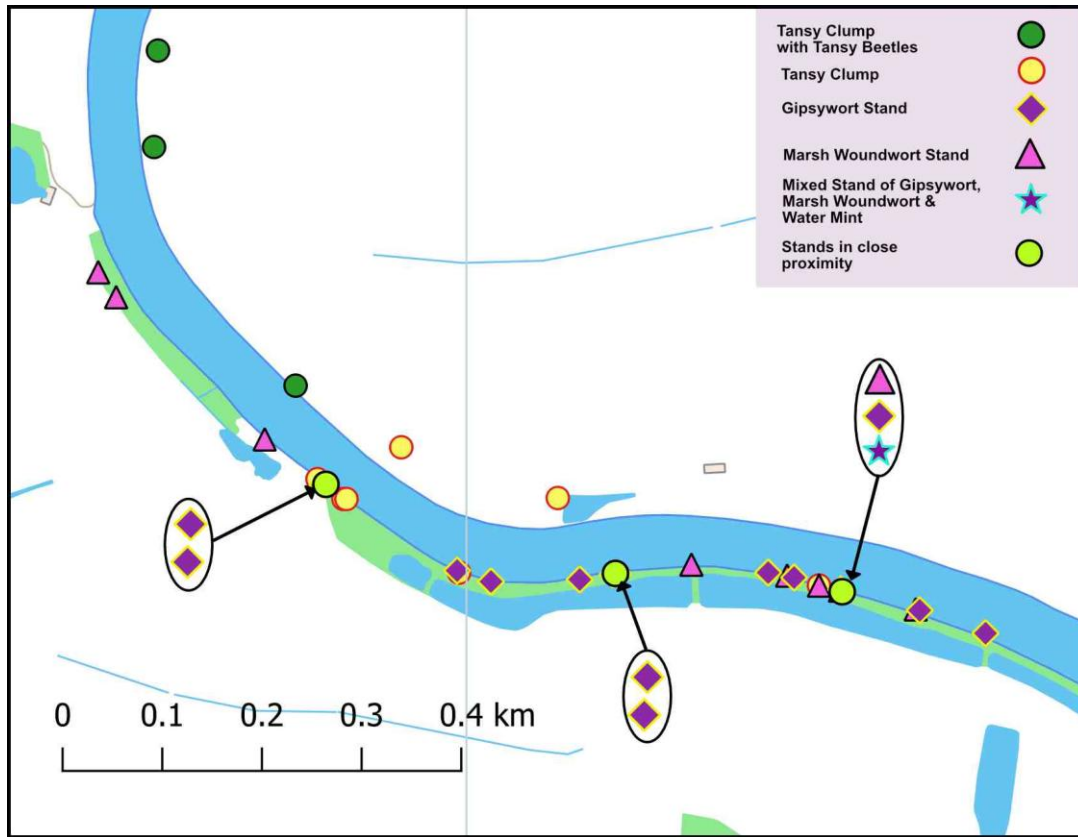 Tansy Clump
with Tansy Beetles
Tansy Clump
Gipsywort Stand
Marsh Woundwort Stand
Mixed Stand of Gipsywort,
Marsh Woundwort &
Water Mint
Stands in close
proximity
0 0.1 0.2 0.3 0.4 km